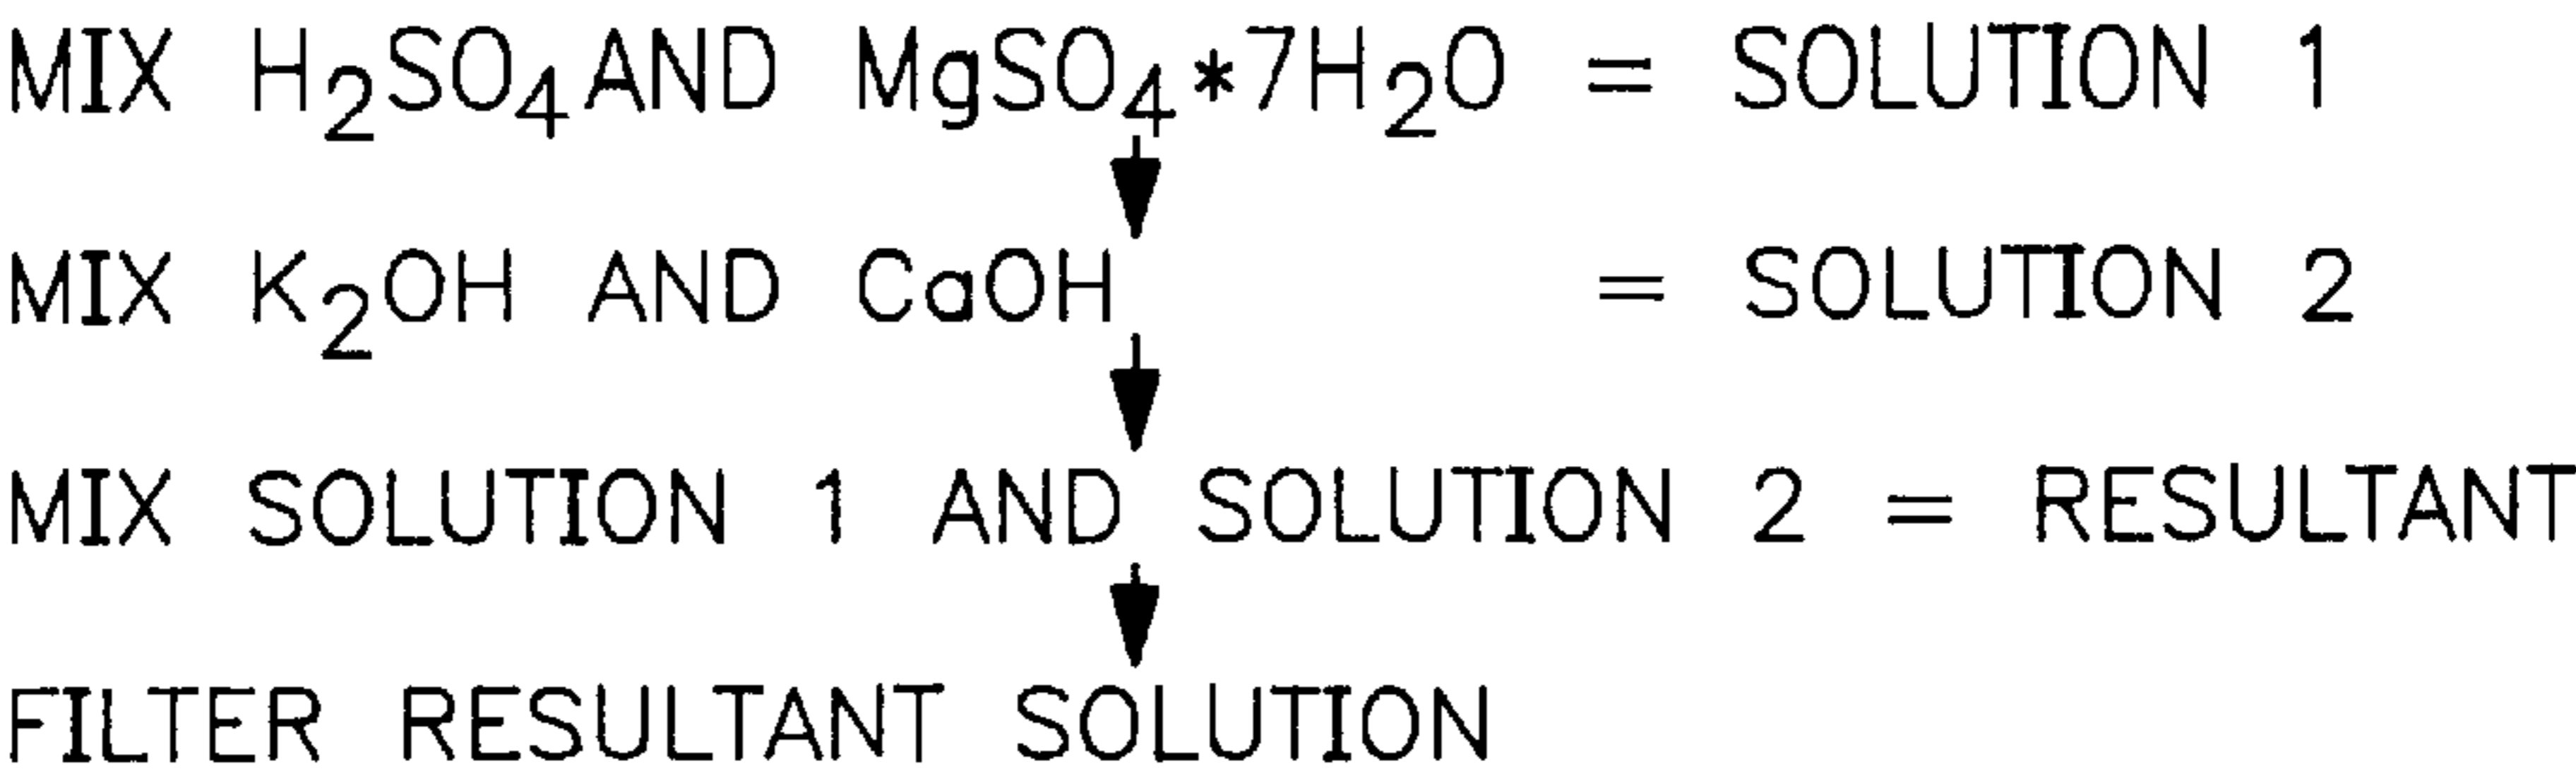 MIX H₂SO₄ AND MgSO₄*7H₂O = SOLUTION 1
MIX K₂OH AND CaOH = SOLUTION 2
MIX SOLUTION 1 AND SOLUTION 2 = RESULTANT
FILTER RESULTANT SOLUTION